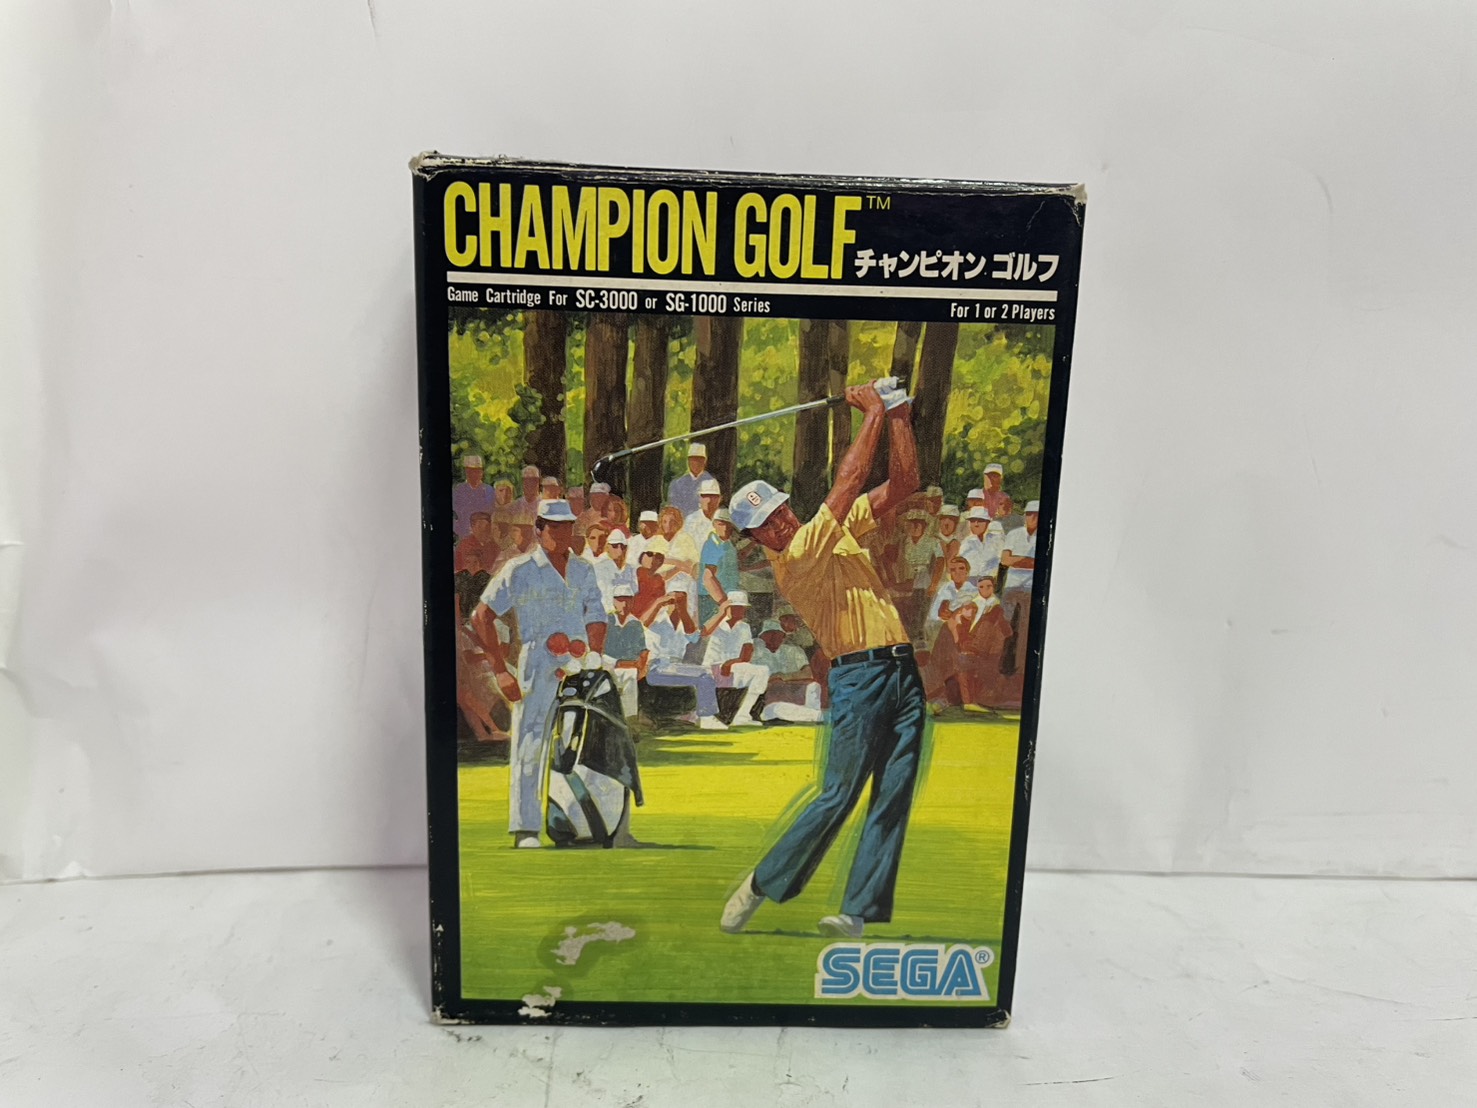 CHAMPION GOLF™
チャンピオン ゴルフ
Game Cartridge For SC-3000 or SG-1000 Series
For 1 or 2 Players
SEGA®